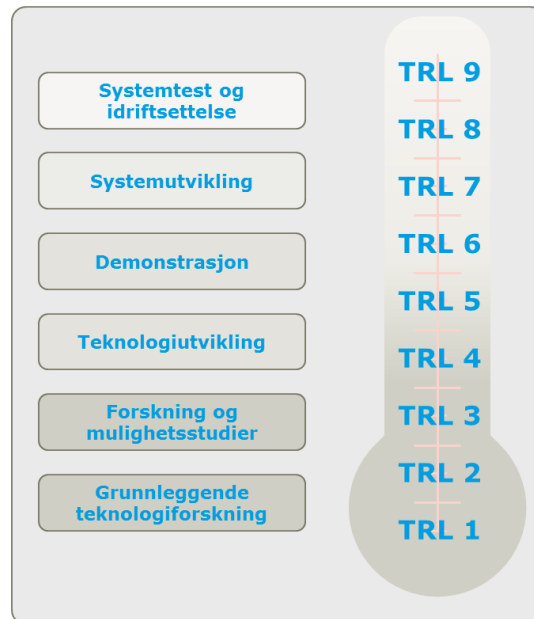 Systemtest og
idriftsettelse
Systemutvikling
Demonstrasjon
Teknologiutvikling
Forskning og
mulighetsstudier
Grunnleggende
teknologiforskning
TRL 9
TRL 8
TRL 7
TRL 6
TRL 5
TRL 4
TRL 3
TRL 2
TRL 1